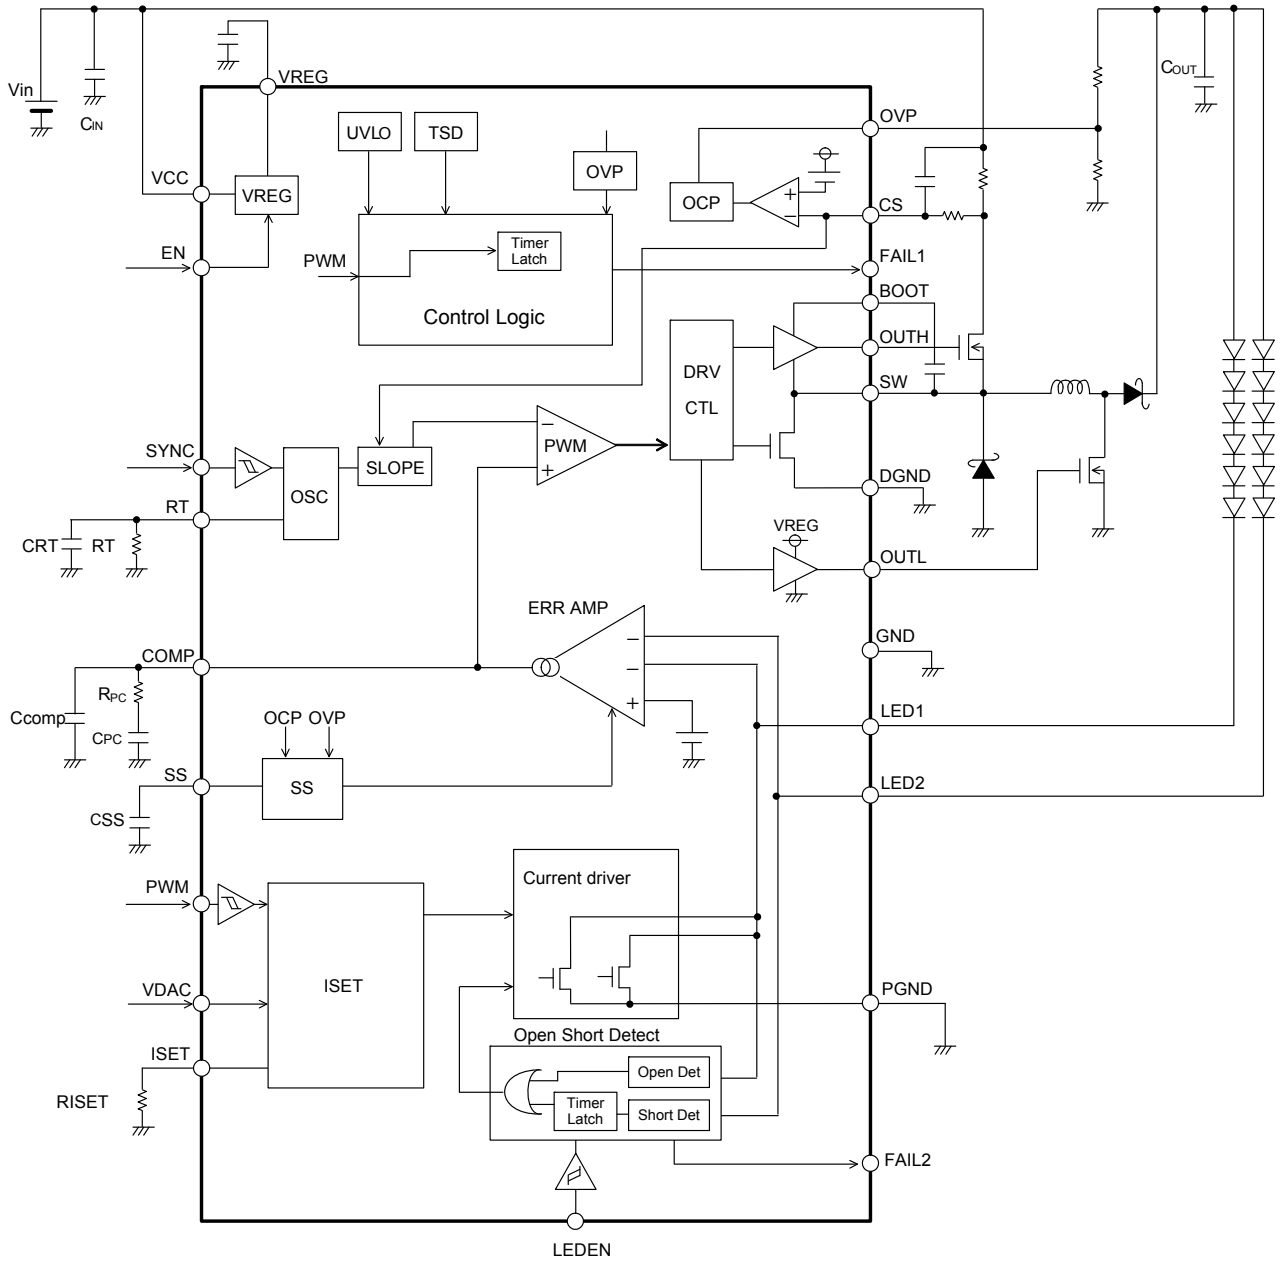 Vin
CIN
VREG
COUT
OVP
UVLO
TSD
OVP
VCC
VREG
OCP
+
−
CS
EN
PWM
Timer
Latch
FAIL1
Control Logic
BOOT
OUTH
DRV
CTL
SW
SYNC
SLOPE
−
PWM
+
OSC
DGND
RT
CRT
RT
VREG
OUTL
ERR AMP
GND
−
−
+
COMP
RPC
Ccomp
CPC
OCP
OVP
LED1
SS
SS
LED2
CSS
PWM
Current driver
ISET
VDAC
PGND
Open Short Detect
ISET
Open Det
RISET
Timer
Latch
Short Det
FAIL2
LEDEN